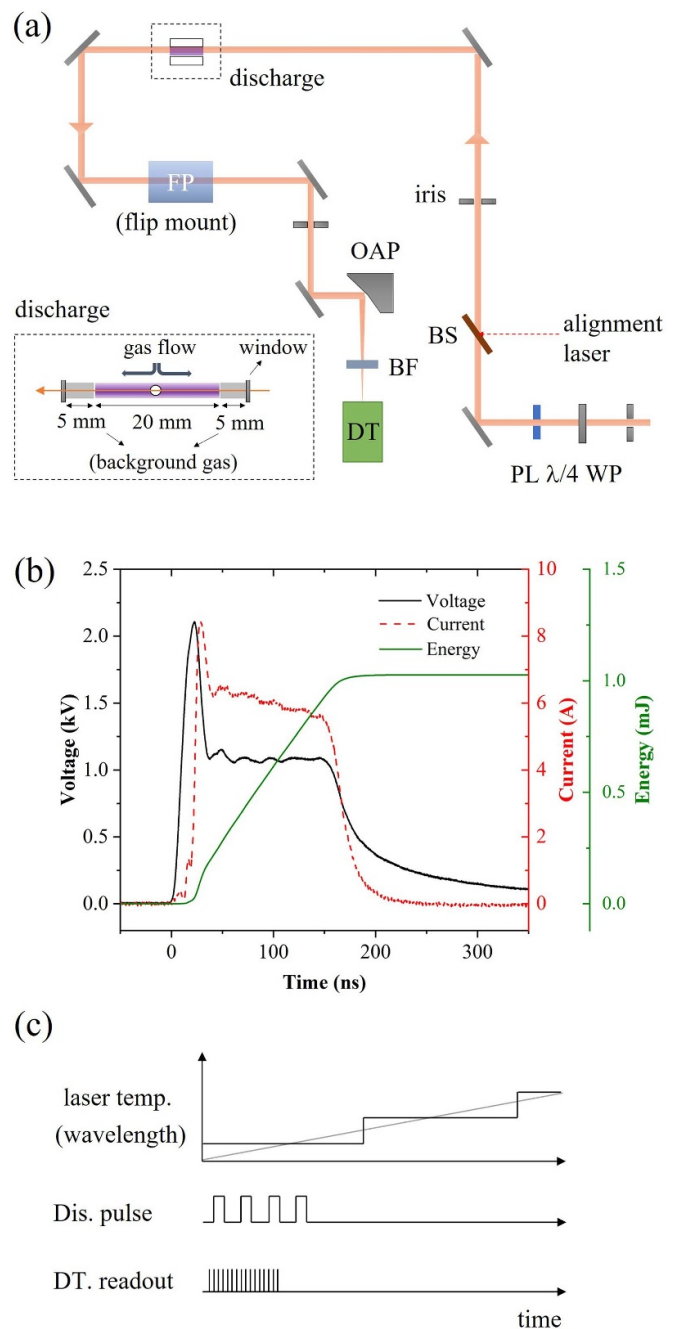 (a)
discharge
FP
(flip mount)
iris
OAP
BS
alignment
laser
BF
DT
PL λ/4 WP
discharge
gas flow
window
5 mm
20 mm
5 mm
(background gas)
(b)
2.5
2.0
1.5
1.0
0.5
0.0
Voltage (kV)
Voltage
Current
Energy
10
8
6
4
2
0
Current (A)
1.5
1.0
0.5
0.0
Energy (mJ)
0
100
200
300
Time (ns)
(c)
laser temp.
(wavelength)
Dis. pulse
DT. readout
time